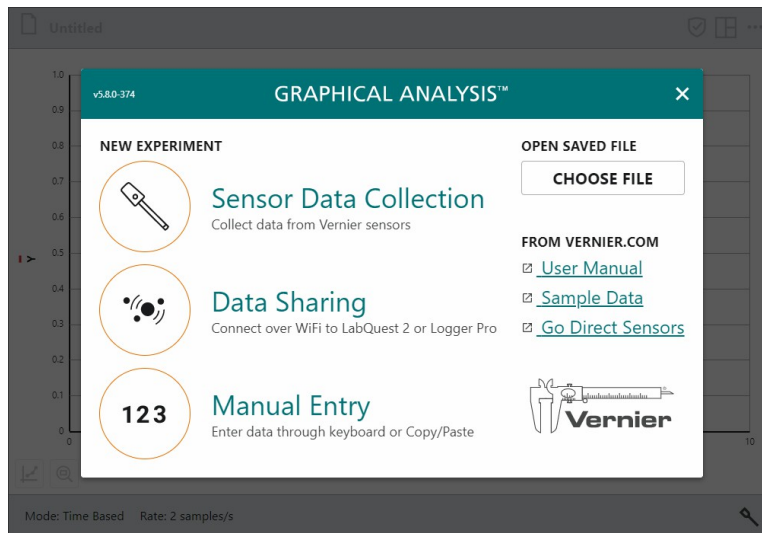 Untitled
v5.8.0-374
GRAPHICAL ANALYSIS™
NEW EXPERIMENT
Sensor Data Collection
Collect data from Vernier sensors
Data Sharing
Connect over WiFi to LabQuest 2 or Logger Pro
123
Manual Entry
Enter data through keyboard or Copy/Paste
OPEN SAVED FILE
CHOOSE FILE
FROM VERNIER.COM
User Manual
Sample Data
Go Direct Sensors
Vernier
1.0
0.9
0.8
0.7
0.6
0.5
0.4
0.3
0.2
0.1
0
Y
0
10
Mode: Time Based Rate: 2 samples/s